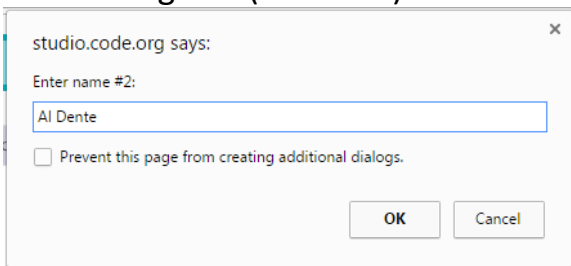 studio.code.org says:
Enter name #2:
Al Dente
Prevent this page from creating additional dialogs.
OK
Cancel